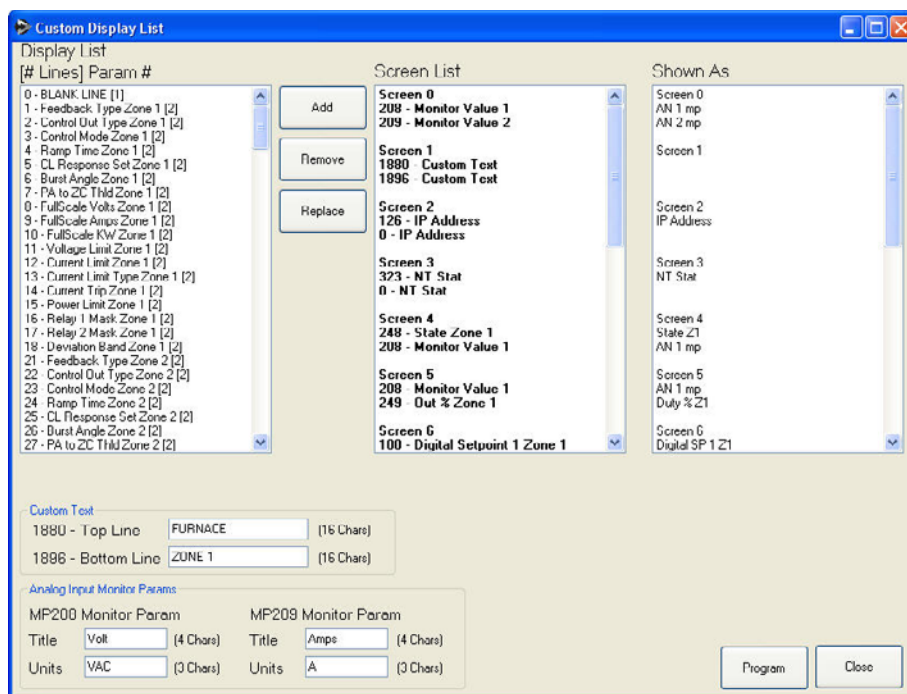 Custom Display List
Display List
[# Lines] Param #
0 - BLANK LINE [1]
1 - Feedback Type Zone 1 [2]
2 - Control Out Type Zone 1 [2]
3 - Control Mode Zone 1 [2]
4 - Ramp Time Zone 1 [2]
5 - CL Response Set Zone 1 [2]
6 - Burst Angle Zone 1 [2]
7 - PA to ZC Thld Zone 1 [2]
8 - FullScale Volts Zone 1 [2]
9 - FullScale Amps Zone 1 [2]
10 - FullScale KW Zone 1 [2]
11 - Voltage Limit Zone 1 [2]
12 - Current Limit Zone 1 [2]
13 - Current Limit Type Zone 1 [2]
14 - Current Trip Zone 1 [2]
15 - Power Limit Zone 1 [2]
16 - Relay 1 Mask Zone 1 [2]
17 - Relay 2 Mask Zone 1 [2]
18 - Deviation Band Zone 1 [2]
21 - Feedback Type Zone 2 [2]
22 - Control Out Type Zone 2 [2]
23 - Control Mode Zone 2 [2]
24 - Ramp Time Zone 2 [2]
25 - CL Response Set Zone 2 [2]
26 - Burst Angle Zone 2 [2]
27 - PA to ZC Thld Zone 2 [2]
Add
Remove
Replace
Screen List
Screen 0
208 - Monitor Value 1
209 - Monitor Value 2
Screen 1
1880 - Custom Text
1896 - Custom Text
Screen 2
126 - IP Address
0 - IP Address
Screen 3
323 - NT Stat
0 - NT Stat
Screen 4
248 - State Zone 1
208 - Monitor Value 1
Screen 5
208 - Monitor Value 1
249 - Out % Zone 1
Screen 6
100 - Digital Setpoint 1 Zone 1
Shown As
Screen 0
AN 1 mp
AN 2 mp
Screen 1
Screen 2
IP Address
Screen 3
NT Stat
Screen 4
State Z1
AN 1 mp
Screen 5
AN 1 mp
Duty % Z1
Screen 6
Digital SP 1 Z1
Custom Text
1880 - Top Line FURNACE (16 Chars)
1896 - Bottom Line ZONE 1 (16 Chars)
Analog Input Monitor Params
MP208 Monitor Param MP209 Monitor Param
Title Volt (4 Chars) Title Amps (4 Chars)
Units VAC (3 Chars) Units A (3 Chars)
Program
Close